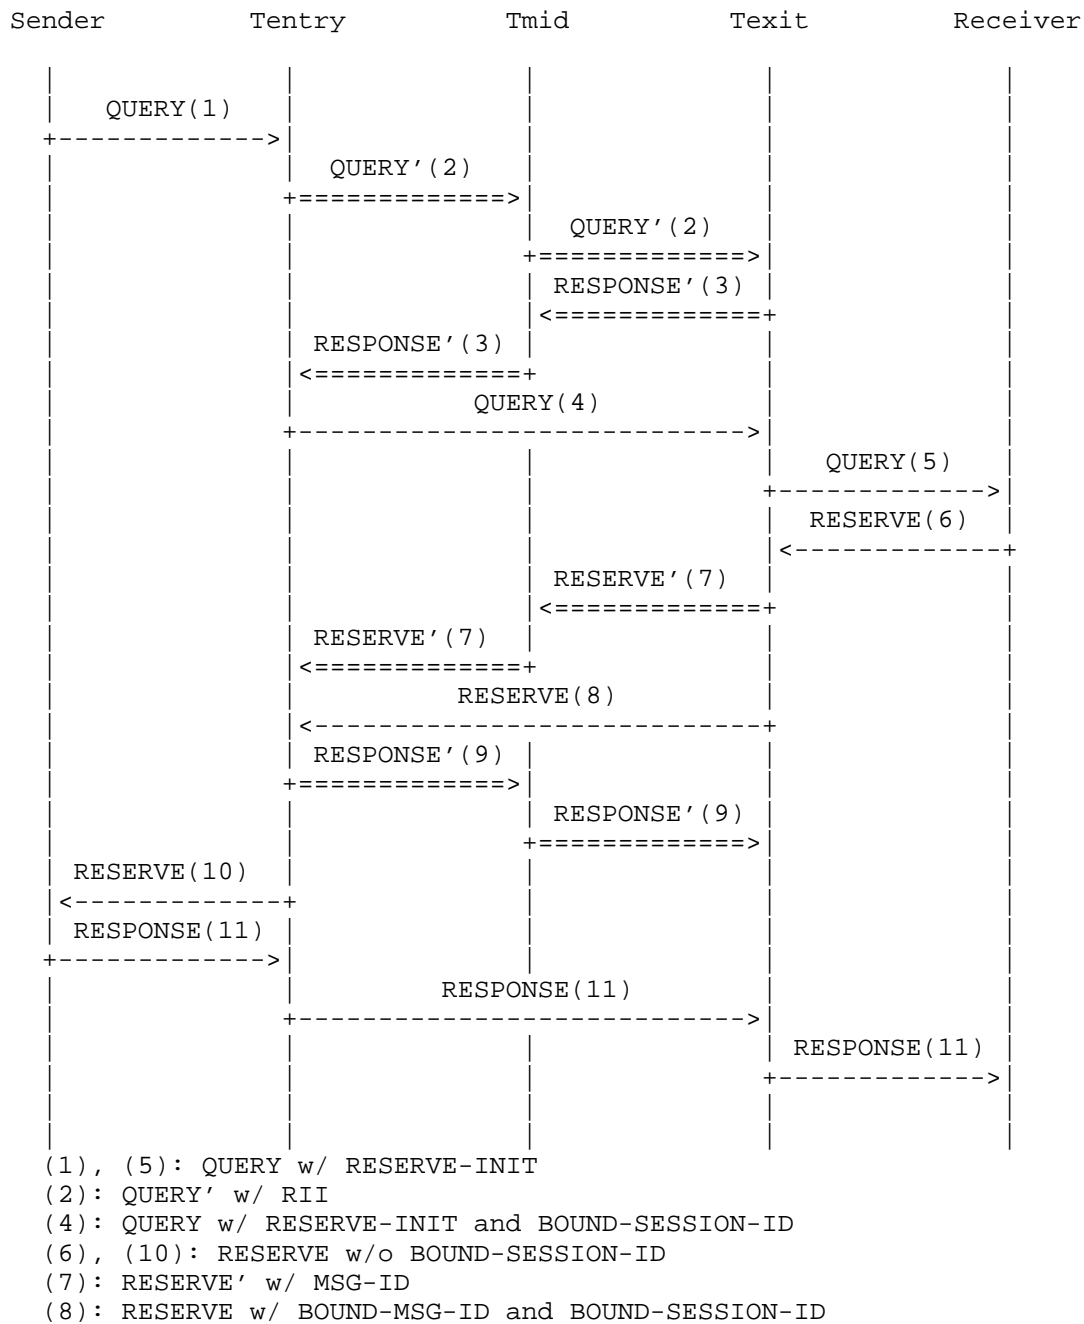 Sender Tentry Tmid Texit Receiver
QUERY(1)
QUERY'(2)
QUERY'(2)
RESPONSE'(3)
RESPONSE'(3)
QUERY(4)
QUERY(5)
RESERVE(6)
RESERVE'(7)
RESERVE'(7)
RESERVE(8)
RESPONSE'(9)
RESPONSE'(9)
RESERVE(10)
RESPONSE(11)
RESPONSE(11)
RESPONSE(11)
(1), (5): QUERY w/ RESERVE-INIT
(2): QUERY' w/ RII
(4): QUERY w/ RESERVE-INIT and BOUND-SESSION-ID
(6), (10): RESERVE w/o BOUND-SESSION-ID
(7): RESERVE' w/ MSG-ID
(8): RESERVE w/ BOUND-MSG-ID and BOUND-SESSION-ID